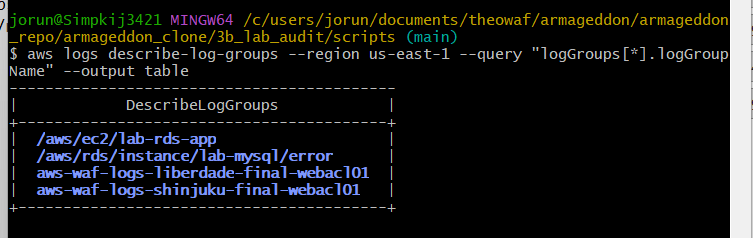 jorun@Simpkij3421 MINGW64 /c/users/jorun/documents/theowaf/armageddon/armageddon
_repo/armageddon_clone/3b_lab_audit/scripts (main)
$ aws logs describe-log-groups --region us-east-1 --query "logGroups[*].logGroup
Name" --output table
-----------------------------------------
|           DescribeLogGroups           |
+---------------------------------------+
|  /aws/ec2/lab-rds-app                 |
|  /aws/rds/instance/lab-mysql/error    |
|  aws-waf-logs-liberdade-final-webacl01  |
|  aws-waf-logs-shinjuku-final-webacl01 |
+---------------------------------------+